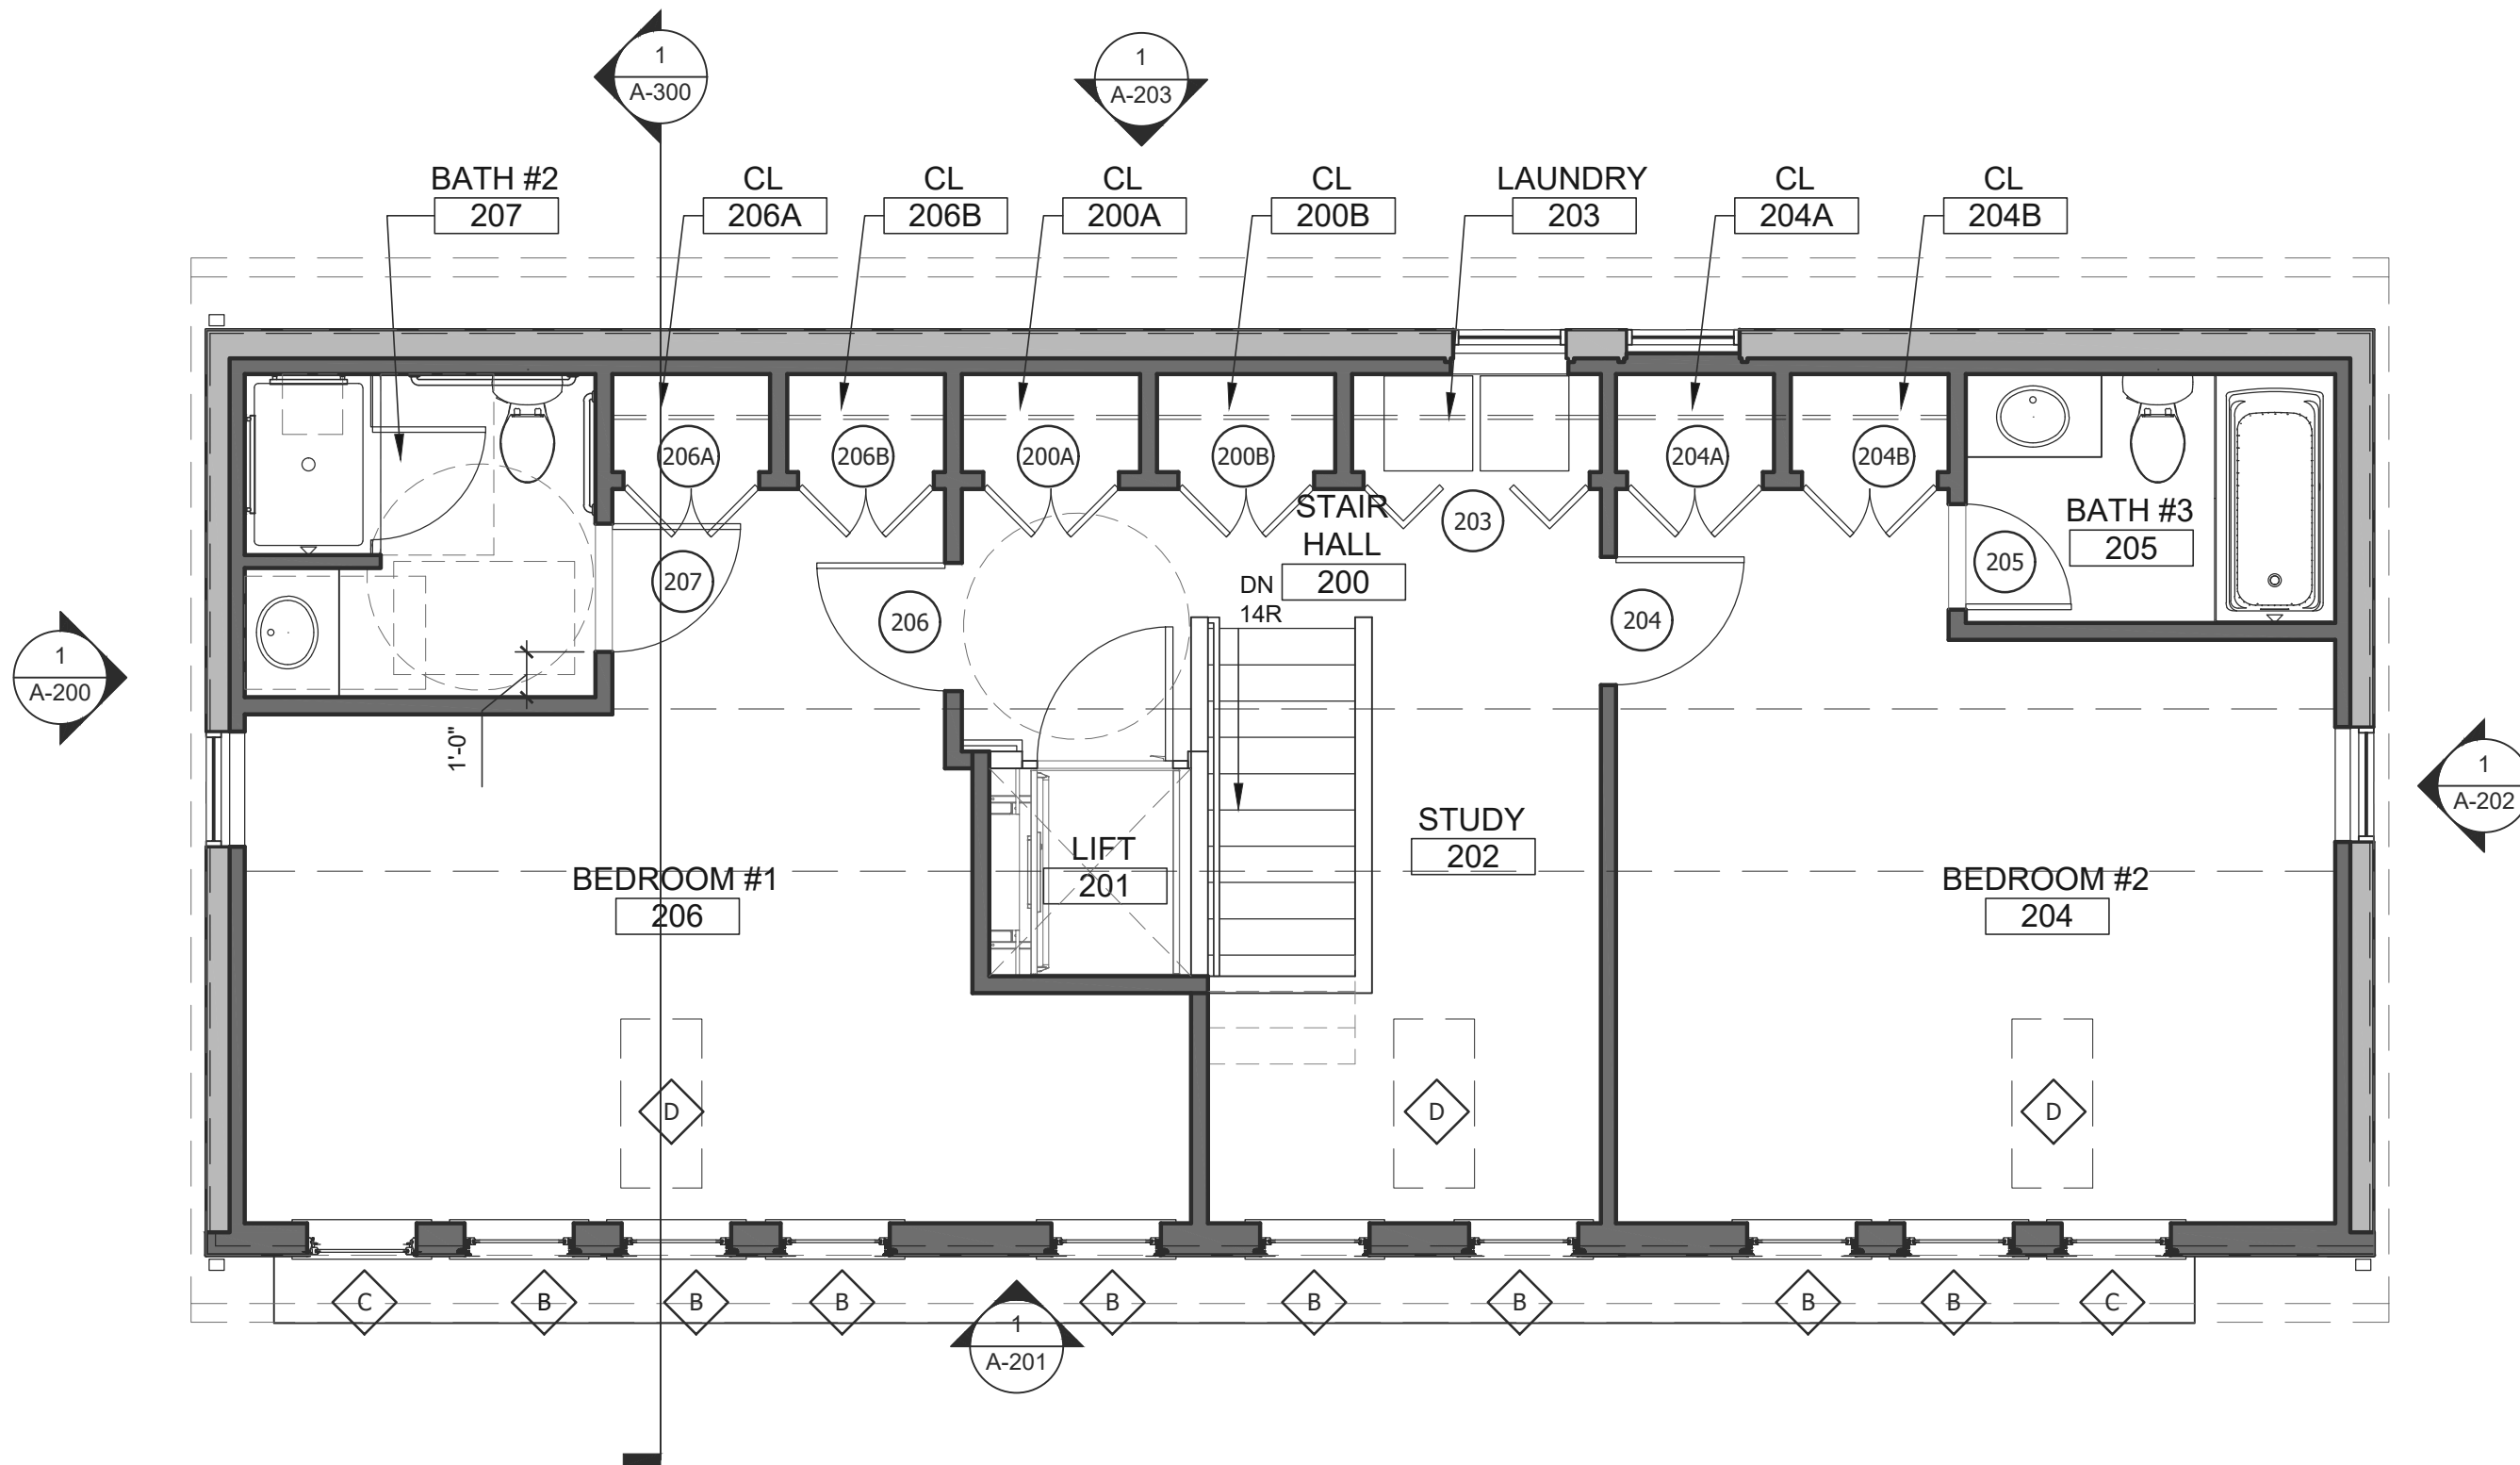 1
A-300
1
A-203
BATH #2
207
CL
206A
CL
206B
CL
200A
CL
200B
LAUNDRY
203
CL
204A
CL
204B
206A
206B
200A
200B
204A
204B
STAIR
HALL
200
203
BATH #3
205
205
207
206
DN
14R
204
1
A-200
1'-0"
1
A-202
LIFT
201
STUDY
202
BEDROOM #1
206
BEDROOM #2
204
D
D
D
C
B
B
B
B
B
B
B
B
C
1
A-201